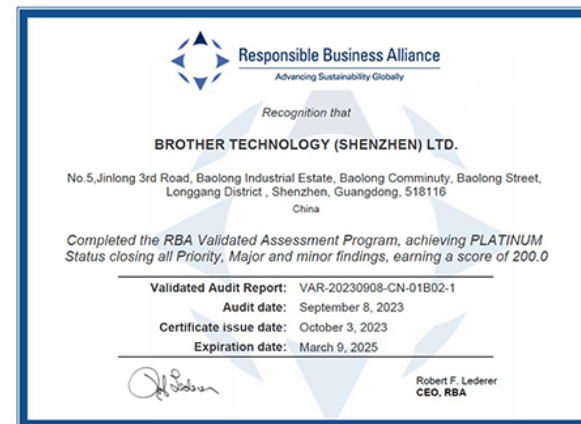 Responsible Business Alliance
Advancing Sustainability Globally
Recognition that
BROTHER TECHNOLOGY (SHENZHEN) LTD.
No.5,Jinlong 3rd Road, Baolong Industrial Estate, Baolong Comminuty, Baolong Street,
Longgang District , Shenzhen, Guangdong, 518116
China
Completed the RBA Validated Assessment Program, achieving PLATINUM
Status closing all Priority, Major and minor findings, earning a score of 200.0
Validated Audit Report: VAR-20230908-CN-01B02-1
Audit date: September 8, 2023
Certificate issue date: October 3, 2023
Expiration date: March 9, 2025
Robert F. Lederer
CEO, RBA